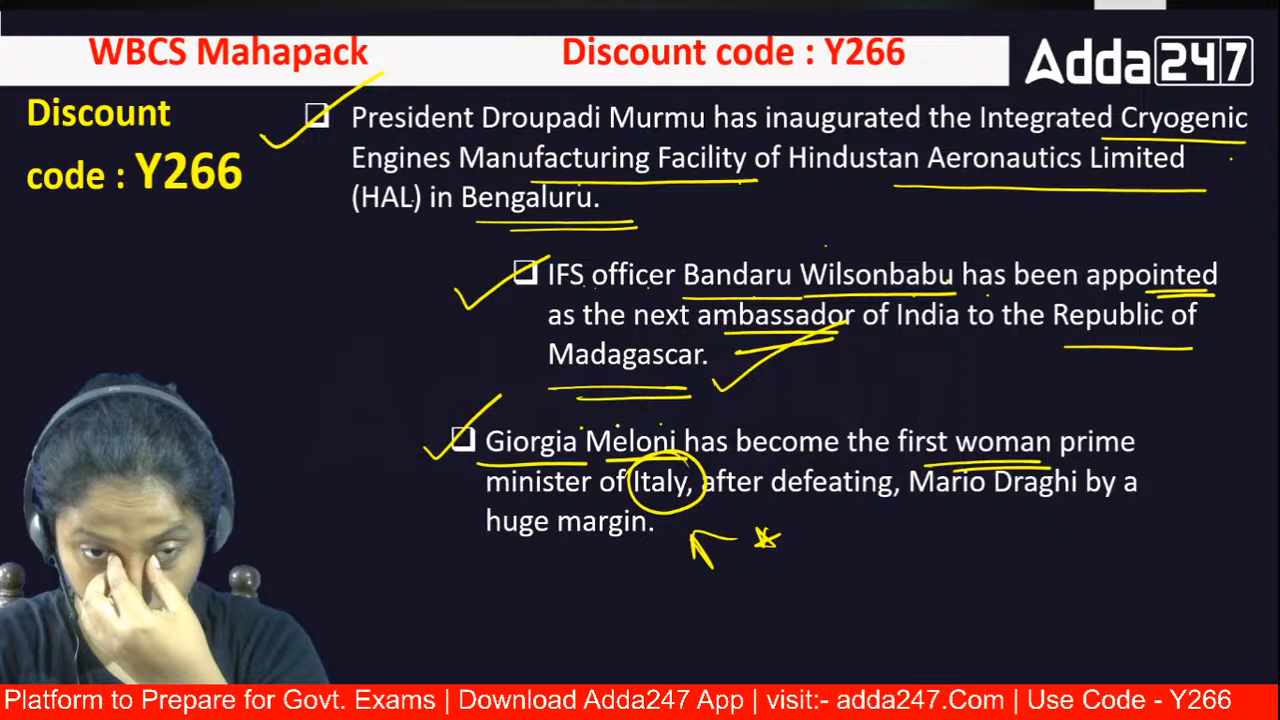 WBCS Mahapack Discount code : Y266
Adda247
Discount
code : Y266
President Droupadi Murmu has inaugurated the Integrated Cryogenic
Engines Manufacturing Facility of Hindustan Aeronautics Limited
(HAL) in Bengaluru.
IFS officer Bandaru Wilsonbabu has been appointed
as the next ambassador of India to the Republic of
Madagascar.
Giorgia Meloni has become the first woman prime
minister of Italy, after defeating, Mario Draghi by a
huge margin.
Platform to Prepare for Govt. Exams | Download Adda247 App | visit:- adda247.Com | Use Code - Y266